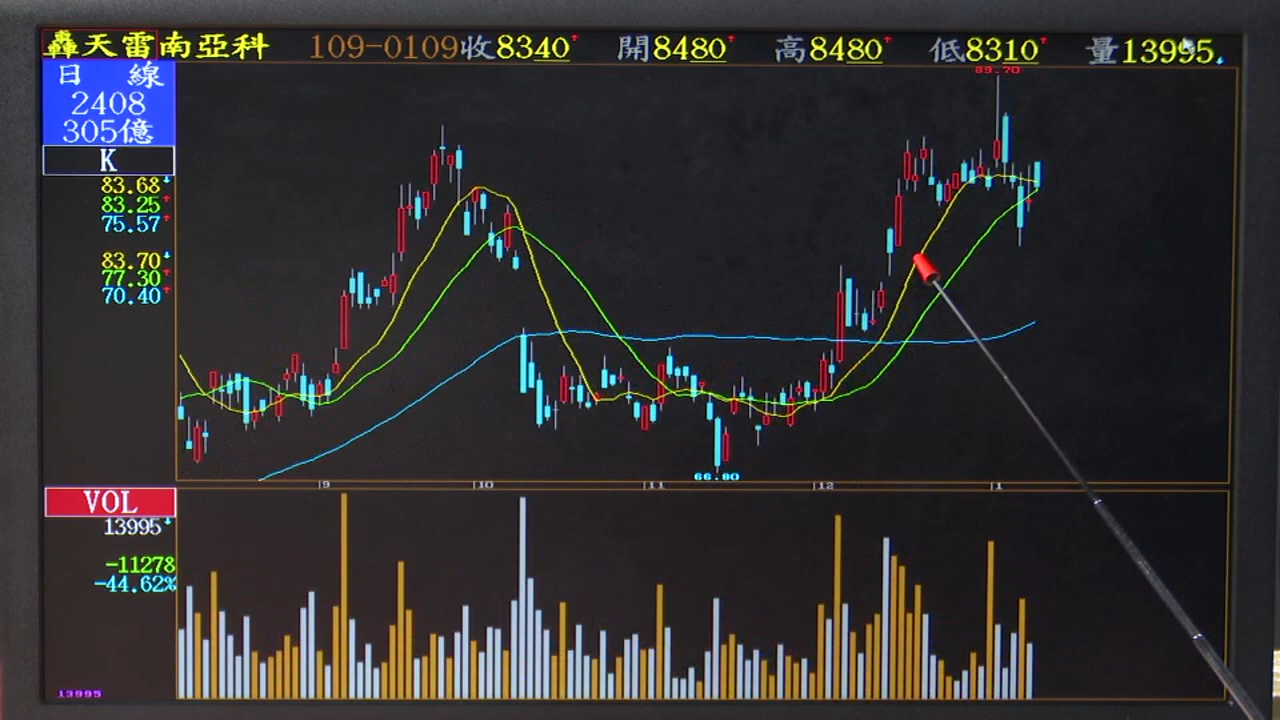 轟天雷南亞科 109-0109收8340↑ 開8480↑ 高8480↑ 低8310↑ 量13995↓
日 線
2408
305億
K
89.70
83.68↓
83.25↑
75.57↑
83.70↓
77.30↑
70.40↑
66.80
9 10 11 12 1
VOL
13995↓
-11278
-44.62%
13995